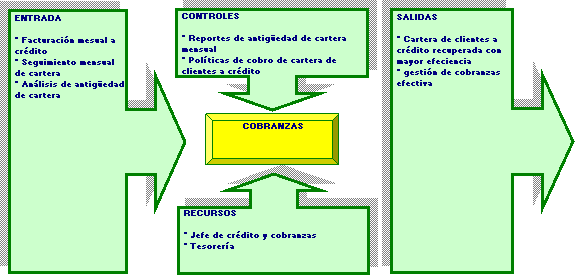 ENTRADA
* Facturación mesual a
crédito
* Seguimiento mensual
de cartera
* Análisis de antigüedad
de cartera
CONTROLES
* Reportes de antigüedad de cartera
mensual
* Políticas de cobro de cartera de
clientes a crédito
COBRANZAS
RECURSOS
* Jefe de crédito y cobranzas
* Tesorería
SALIDAS
* Cartera de clientes a
crédito recuperada con
mayor efeciencia
* gestión de cobranzas
efectiva